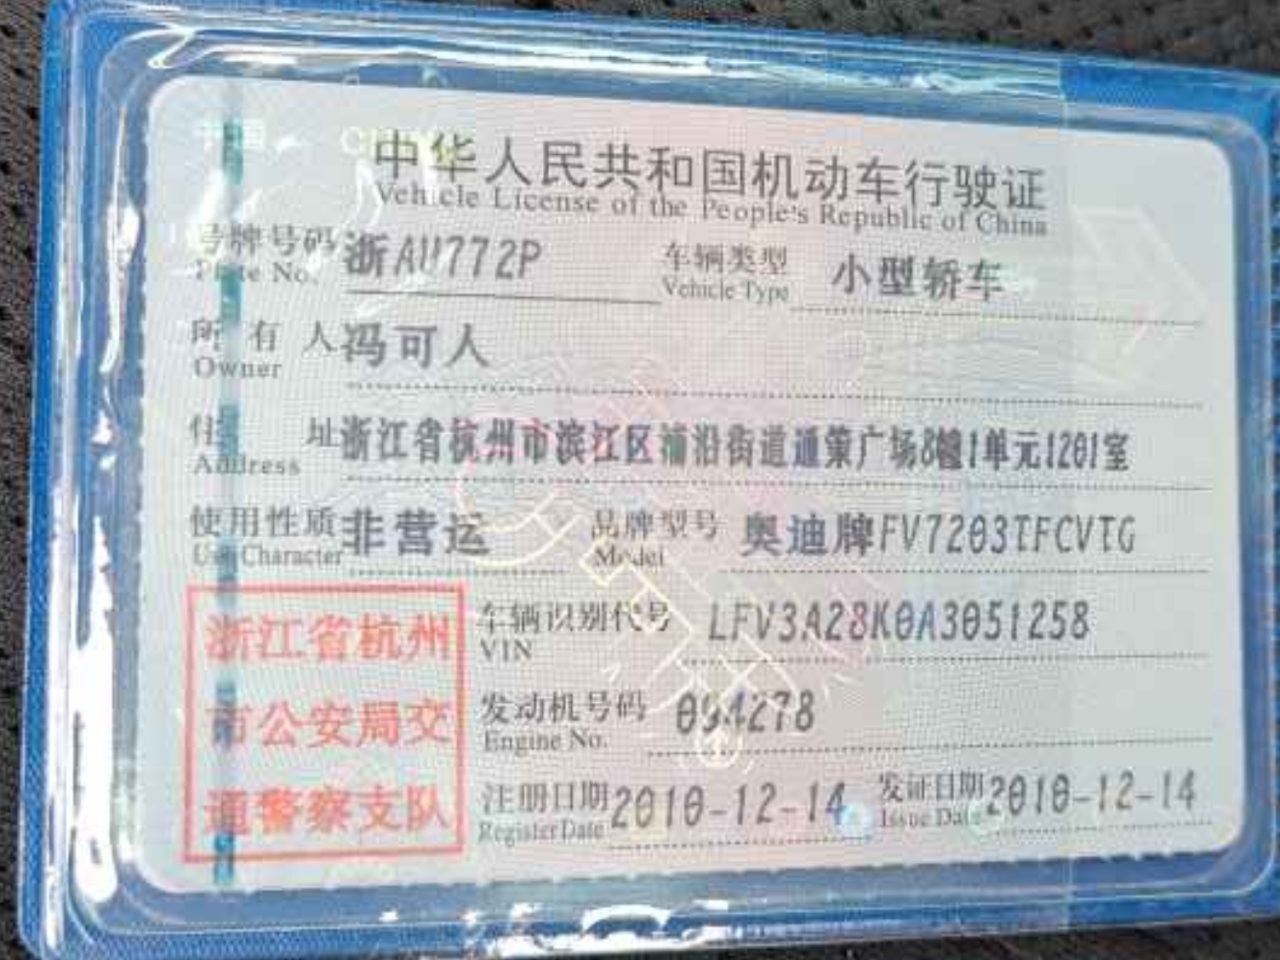 中华人民共和国机动车行驶证
Vehicle License of the People's Republic of China
号牌号码 浙AU772P 车辆类型 小型轿车
Plate No. Vehicle Type
所有人 冯可人
Owner
住址 浙江省杭州市滨江区浦沿街道通策广场8幢1单元1201室
Address
使用性质 非营运 品牌型号 奥迪牌FV7203TFCVTG
Use Character Model
浙江省杭州
市公安局交
通警察支队
车辆识别代号 LFV3A28K0A3051258
VIN
发动机号码 094278
Engine No.
注册日期 2010-12-14 发证日期 2010-12-14
Register Date Issue Date